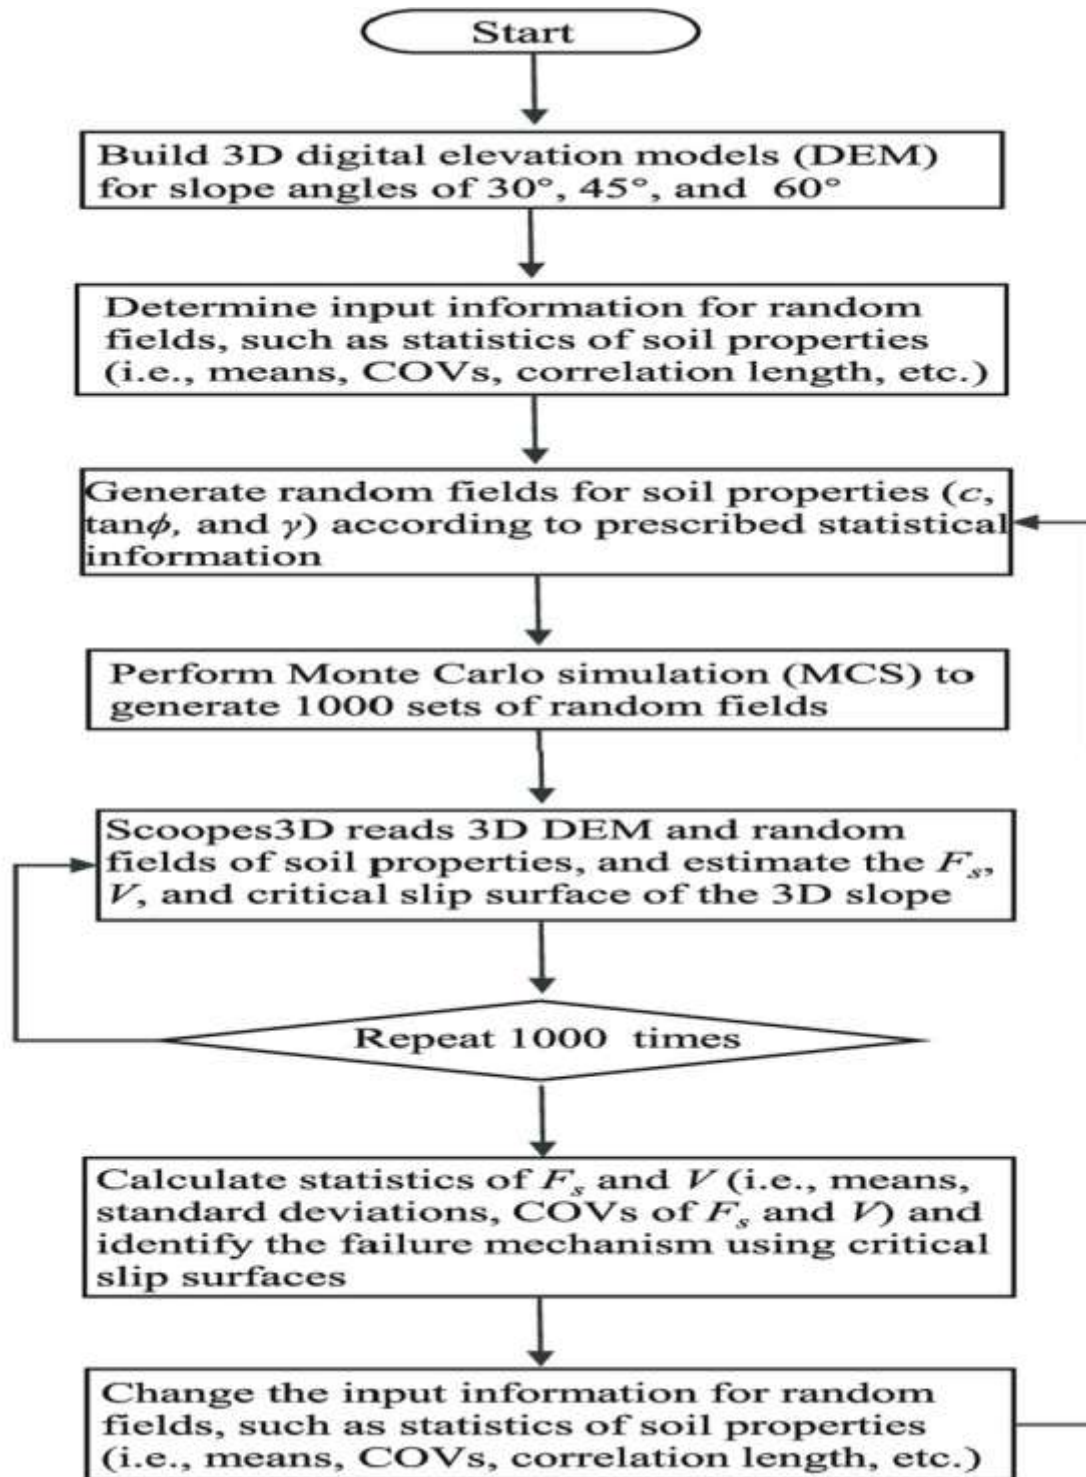 Start
Build 3D digital elevation models (DEM)
for slope angles of 30°, 45°, and 60°
Determine input information for random
fields, such as statistics of soil properties
(i.e., means, COVs, correlation length, etc.)
Generate random fields for soil properties (c,
tanϕ, and γ) according to prescribed statistical
information
Perform Monte Carlo simulation (MCS) to
generate 1000 sets of random fields
Scoopes3D reads 3D DEM and random
fields of soil properties, and estimate the Fs,
V, and critical slip surface of the 3D slope
Repeat 1000 times
Calculate statistics of Fs and V (i.e., means,
standard deviations, COVs of Fs and V) and
identify the failure mechanism using critical
slip surfaces
Change the input information for random
fields, such as statistics of soil properties
(i.e., means, COVs, correlation length, etc.)